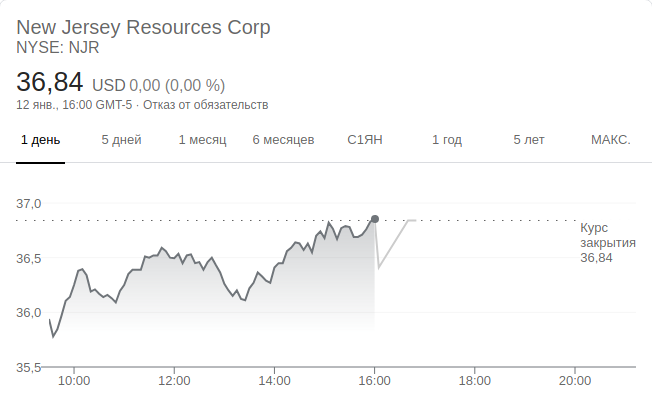 New Jersey Resources Corp
NYSE: NJR
36,84 USD 0,00 (0,00 %)
12 янв., 16:00 GMT-5 · Отказ от обязательств
1 день 5 дней 1 месяц 6 месяцев С1ЯН 1 год 5 лет МАКС.
37,0
Курс
закрытия
36,5
36,84
36,0
35,5
10:00 12:00 14:00 16:00 18:00 20:00